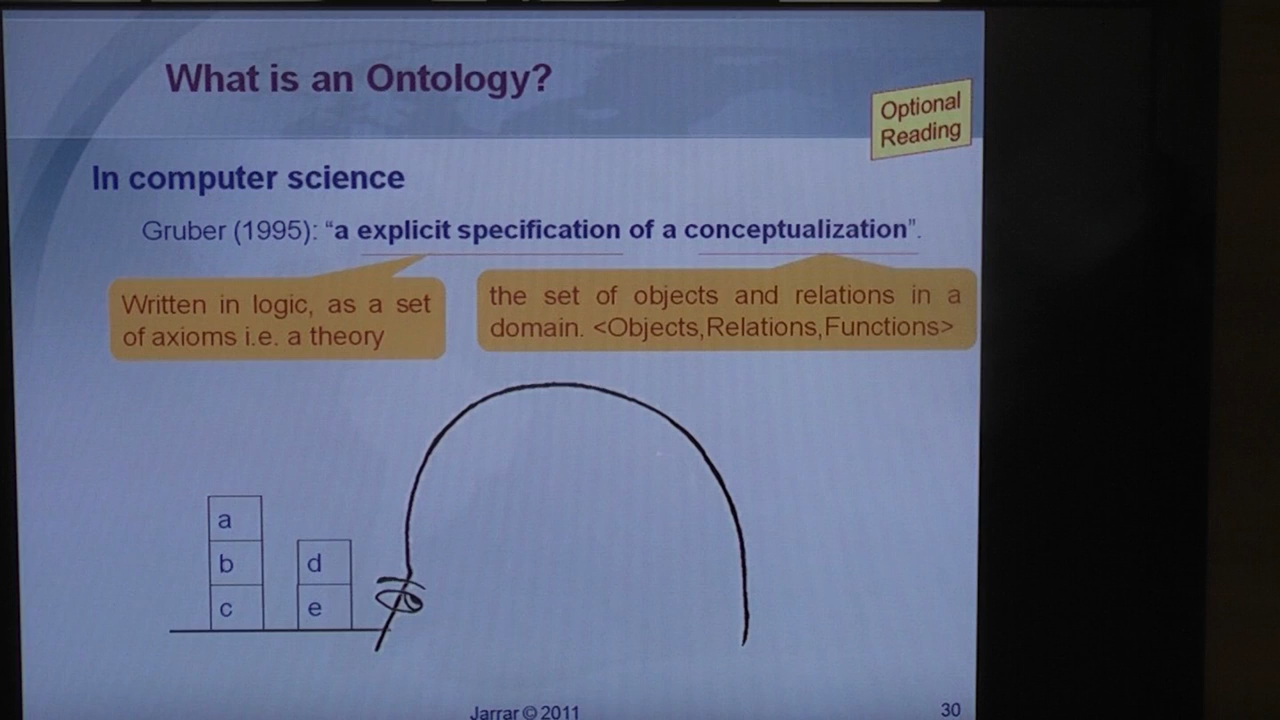 What is an Ontology?
Optional
Reading
In computer science
Gruber (1995): “a explicit specification of a conceptualization”.
Written in logic, as a set
of axioms i.e. a theory
the set of objects and relations in a
domain. <Objects,Relations,Functions>
a
b
c
d
e
Jarrar © 2011
30